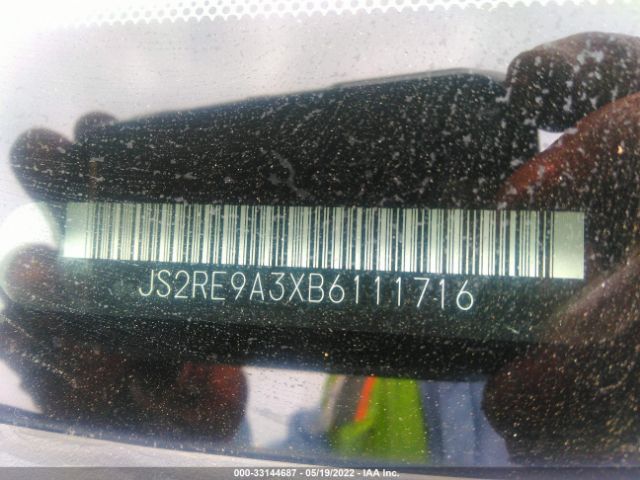 JS2RE9A3XB6111716
000-33144687 - 05/19/2022 - IAA Inc.